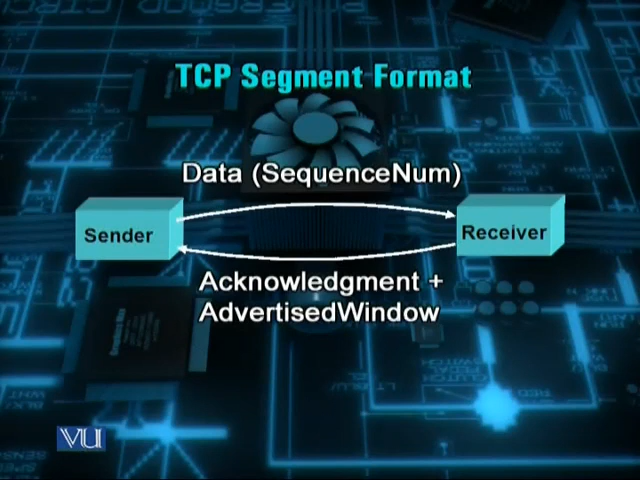 TCP Segment Format
Data (SequenceNum)
Sender
Receiver
Acknowledgment +
AdvertisedWindow
VU